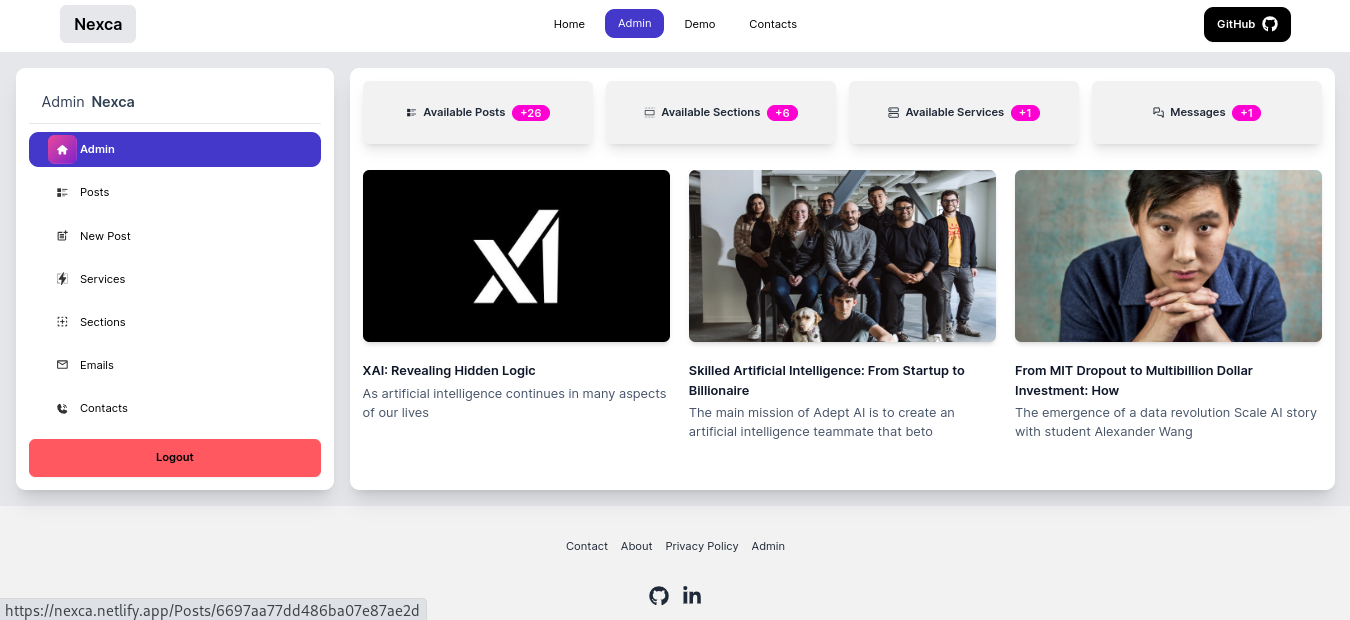 Nexca
Home Admin Demo Contacts
GitHub
Admin Nexca
Admin
Posts
New Post
Services
Sections
Emails
Contacts
Logout
Available Posts +26
Available Sections +6
Available Services +1
Messages +1
XI
XAI: Revealing Hidden Logic
As artificial intelligence continues in many aspects
of our lives
Skilled Artificial Intelligence: From Startup to
Billionaire
The main mission of Adept AI is to create an
artificial intelligence teammate that beto
From MIT Dropout to Multibillion Dollar
Investment: How
The emergence of a data revolution Scale AI story
with student Alexander Wang
Contact About Privacy Policy Admin
in
https://nexca.netlify.app/Posts/6697aa77dd486ba07e87ae2d